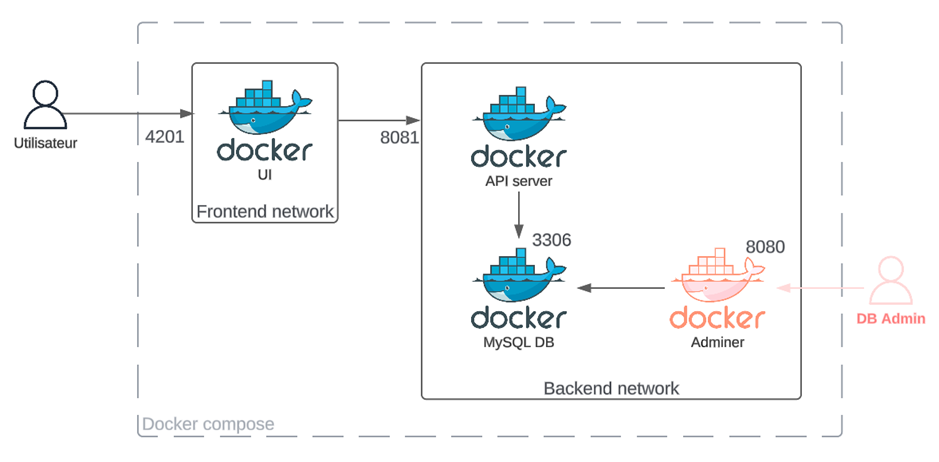 Utilisateur
4201
docker
UI
Frontend network
8081
docker
API server
3306
docker
MySQL DB
8080
docker
Adminer
DB Admin
Backend network
Docker compose